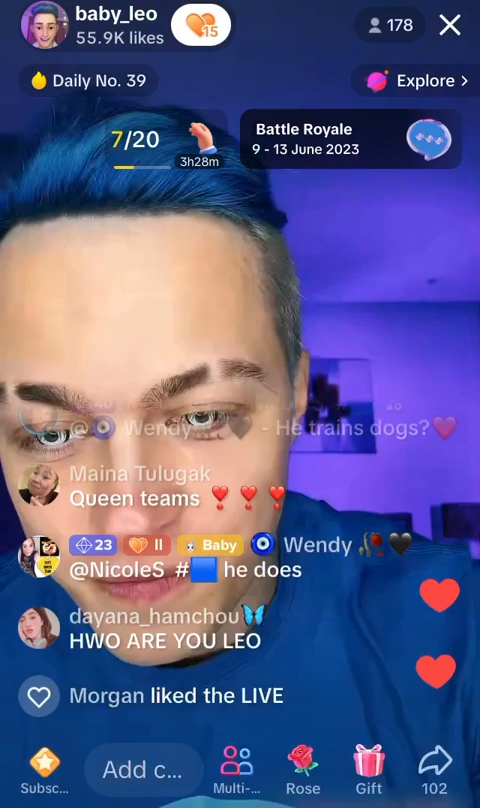 baby_leo
55.9K likes
15
178
Daily No. 39
Explore >
7/20
3h28m
Battle Royale
9 - 13 June 2023
Wendy - He trains dogs?
Maina Tulugak
Queen teams
23 II Baby Wendy
@NicoleS # he does
dayana_hamchou
HWO ARE YOU LEO
Morgan liked the LIVE
Subsc...
Add c...
Multi-...
Rose
Gift
102